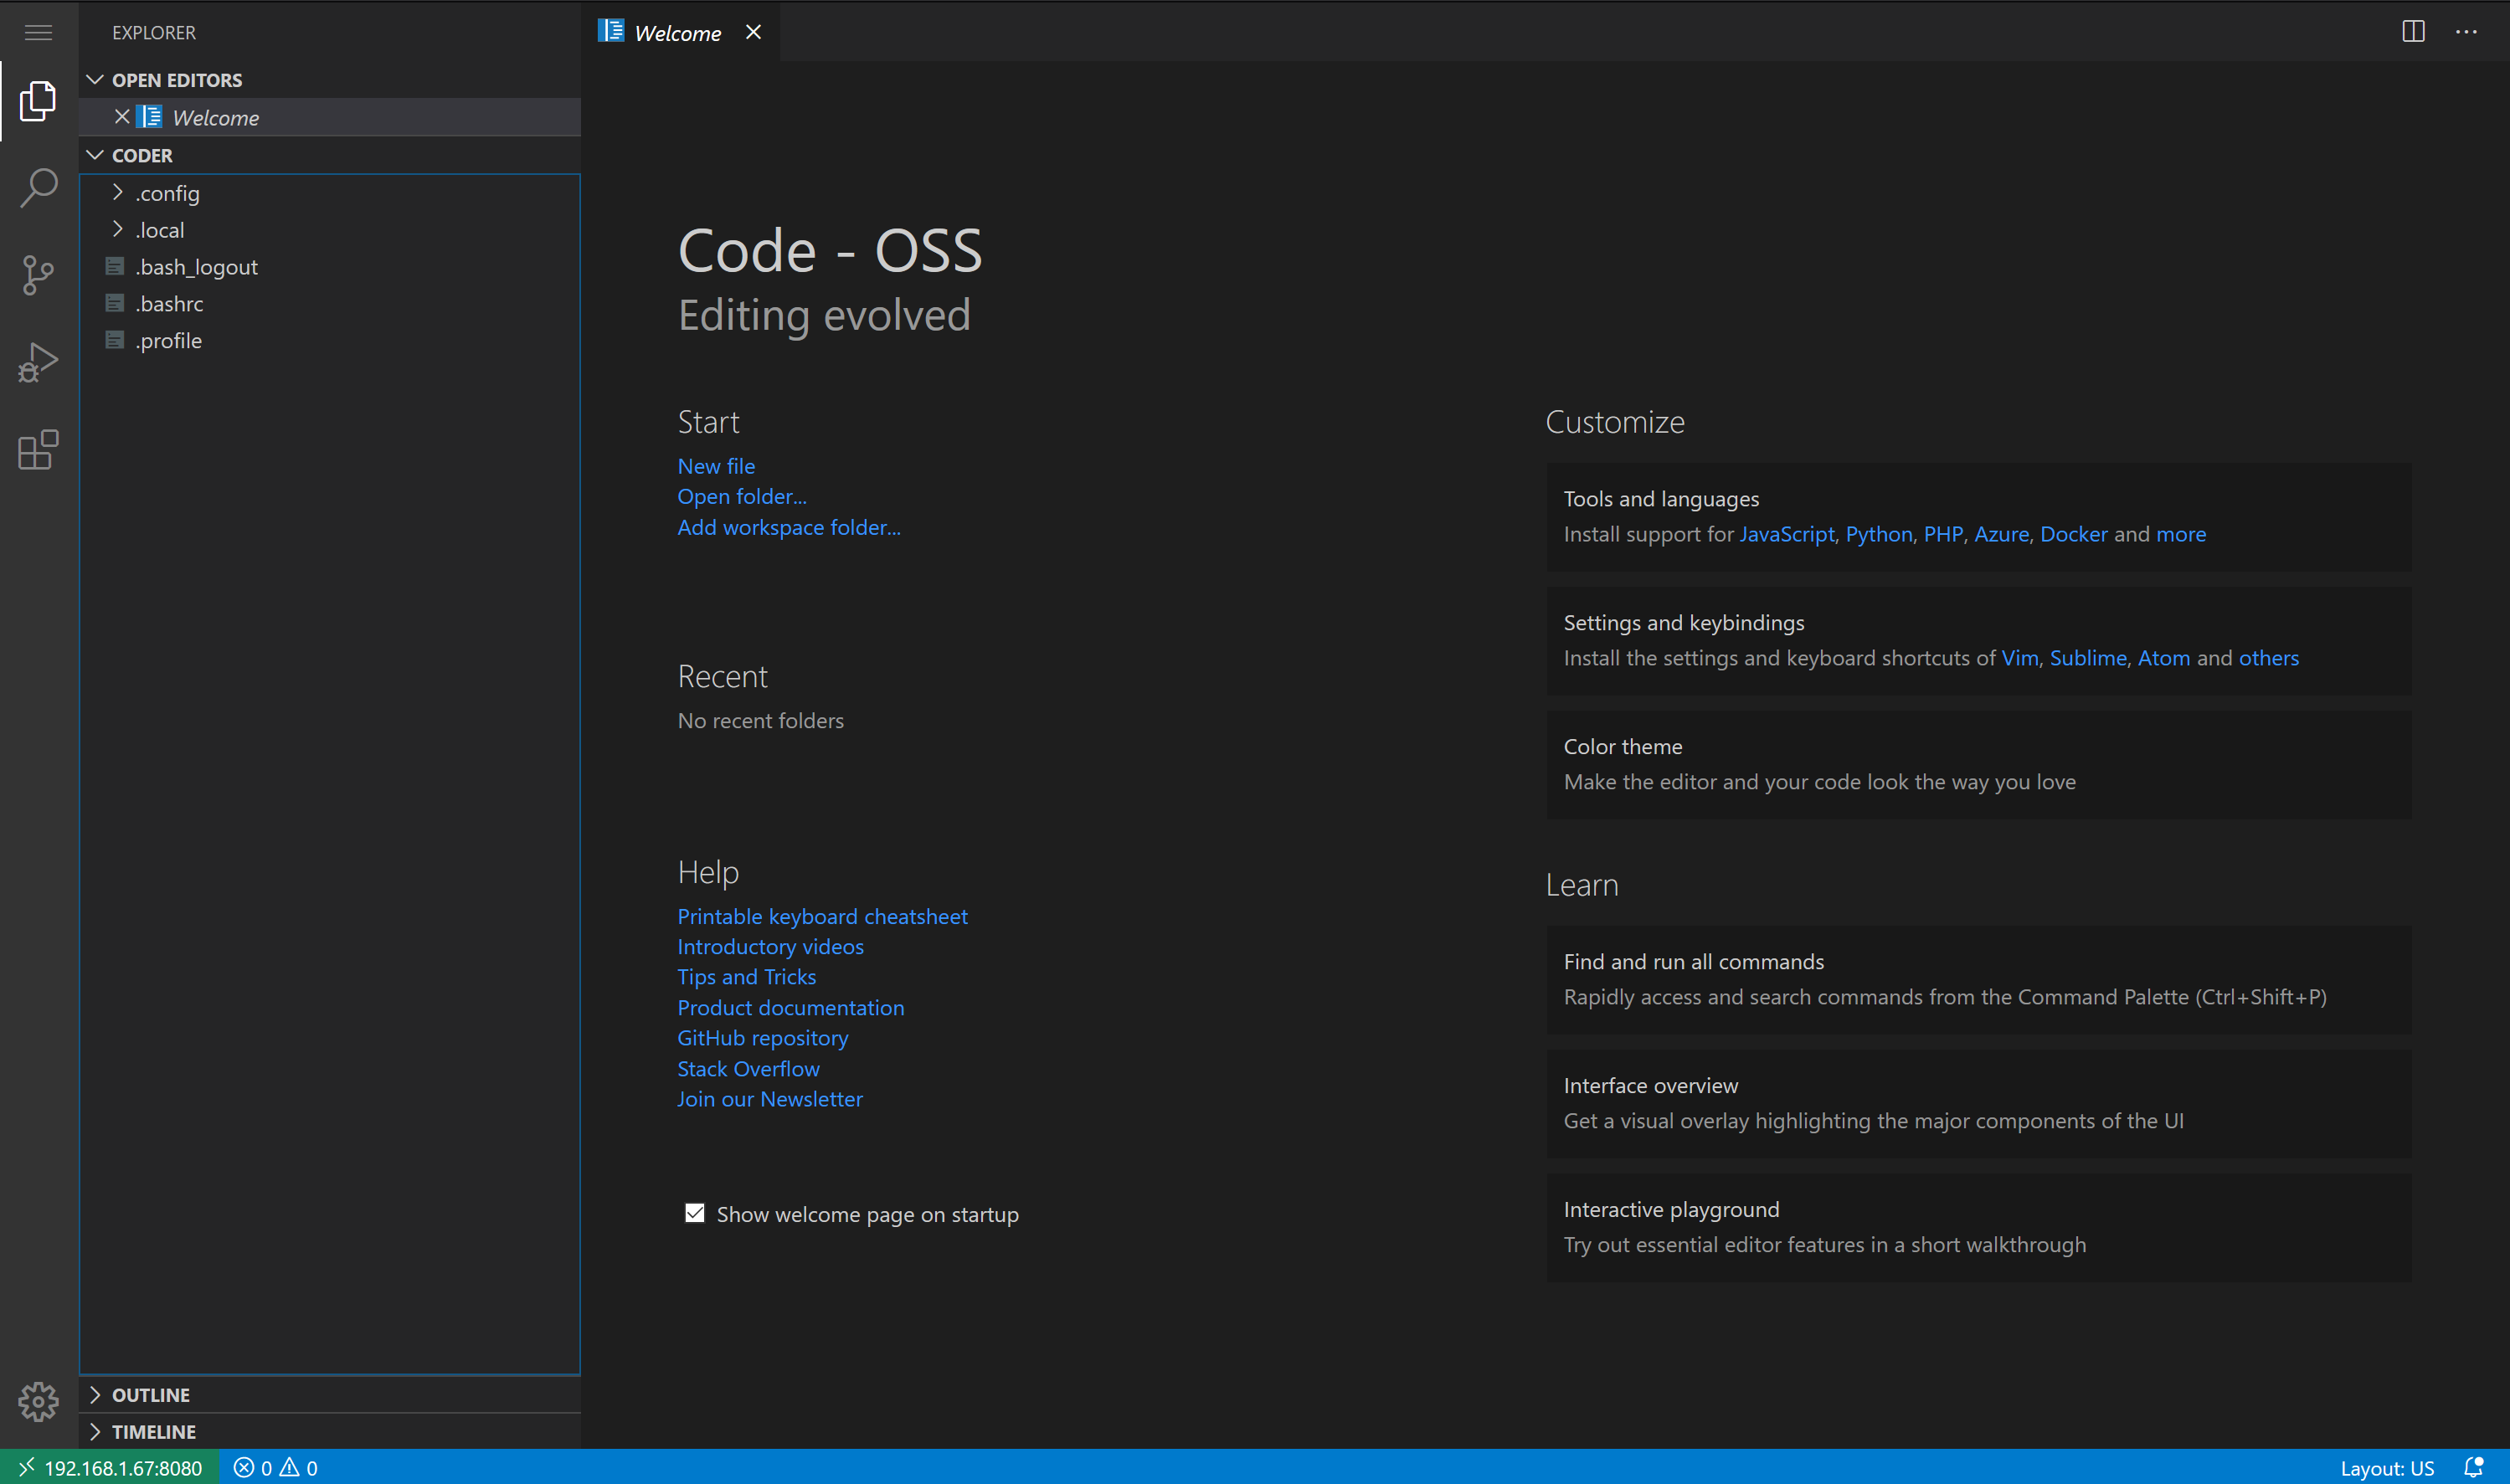 EXPLORER
OPEN EDITORS
Welcome
CODER
.config
.local
.bash_logout
.bashrc
.profile
OUTLINE
TIMELINE
Welcome
Code - OSS
Editing evolved
Start
New file
Open folder...
Add workspace folder...
Recent
No recent folders
Help
Printable keyboard cheatsheet
Introductory videos
Tips and Tricks
Product documentation
GitHub repository
Stack Overflow
Join our Newsletter
Show welcome page on startup
Customize
Tools and languages
Install support for JavaScript, Python, PHP, Azure, Docker and more
Settings and keybindings
Install the settings and keyboard shortcuts of Vim, Sublime, Atom and others
Color theme
Make the editor and your code look the way you love
Learn
Find and run all commands
Rapidly access and search commands from the Command Palette (Ctrl+Shift+P)
Interface overview
Get a visual overlay highlighting the major components of the UI
Interactive playground
Try out essential editor features in a short walkthrough
192.168.1.67:8080 0 0 Layout: US